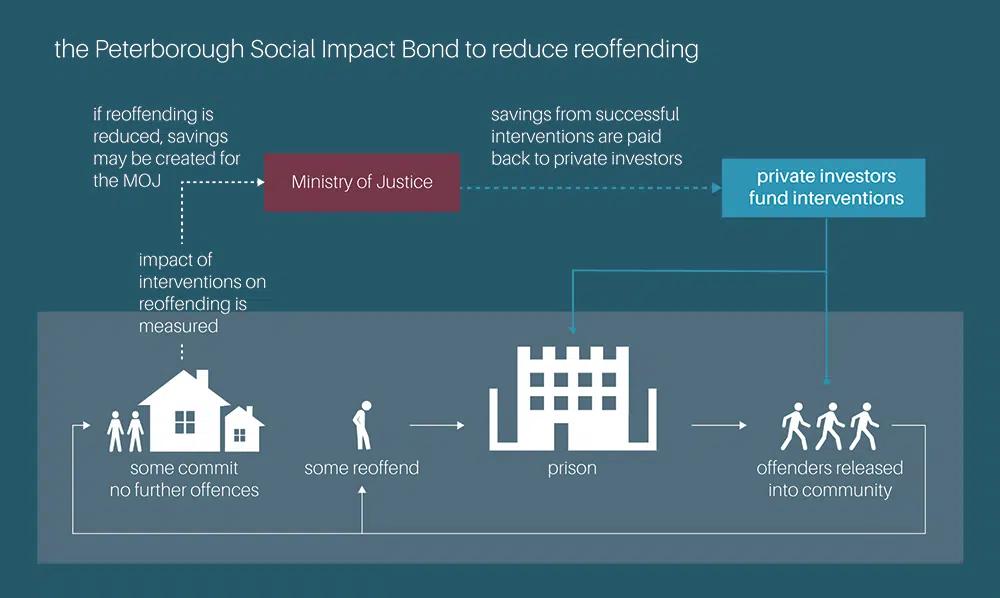 the Peterborough Social Impact Bond to reduce reoffending
if reoffending is
reduced, savings
may be created for
the MOJ
Ministry of Justice
savings from successful
interventions are paid
back to private investors
private investors
fund interventions
impact of
interventions on
reoffending is
measured
some commit
no further offences
some reoffend
prison
offenders released
into community